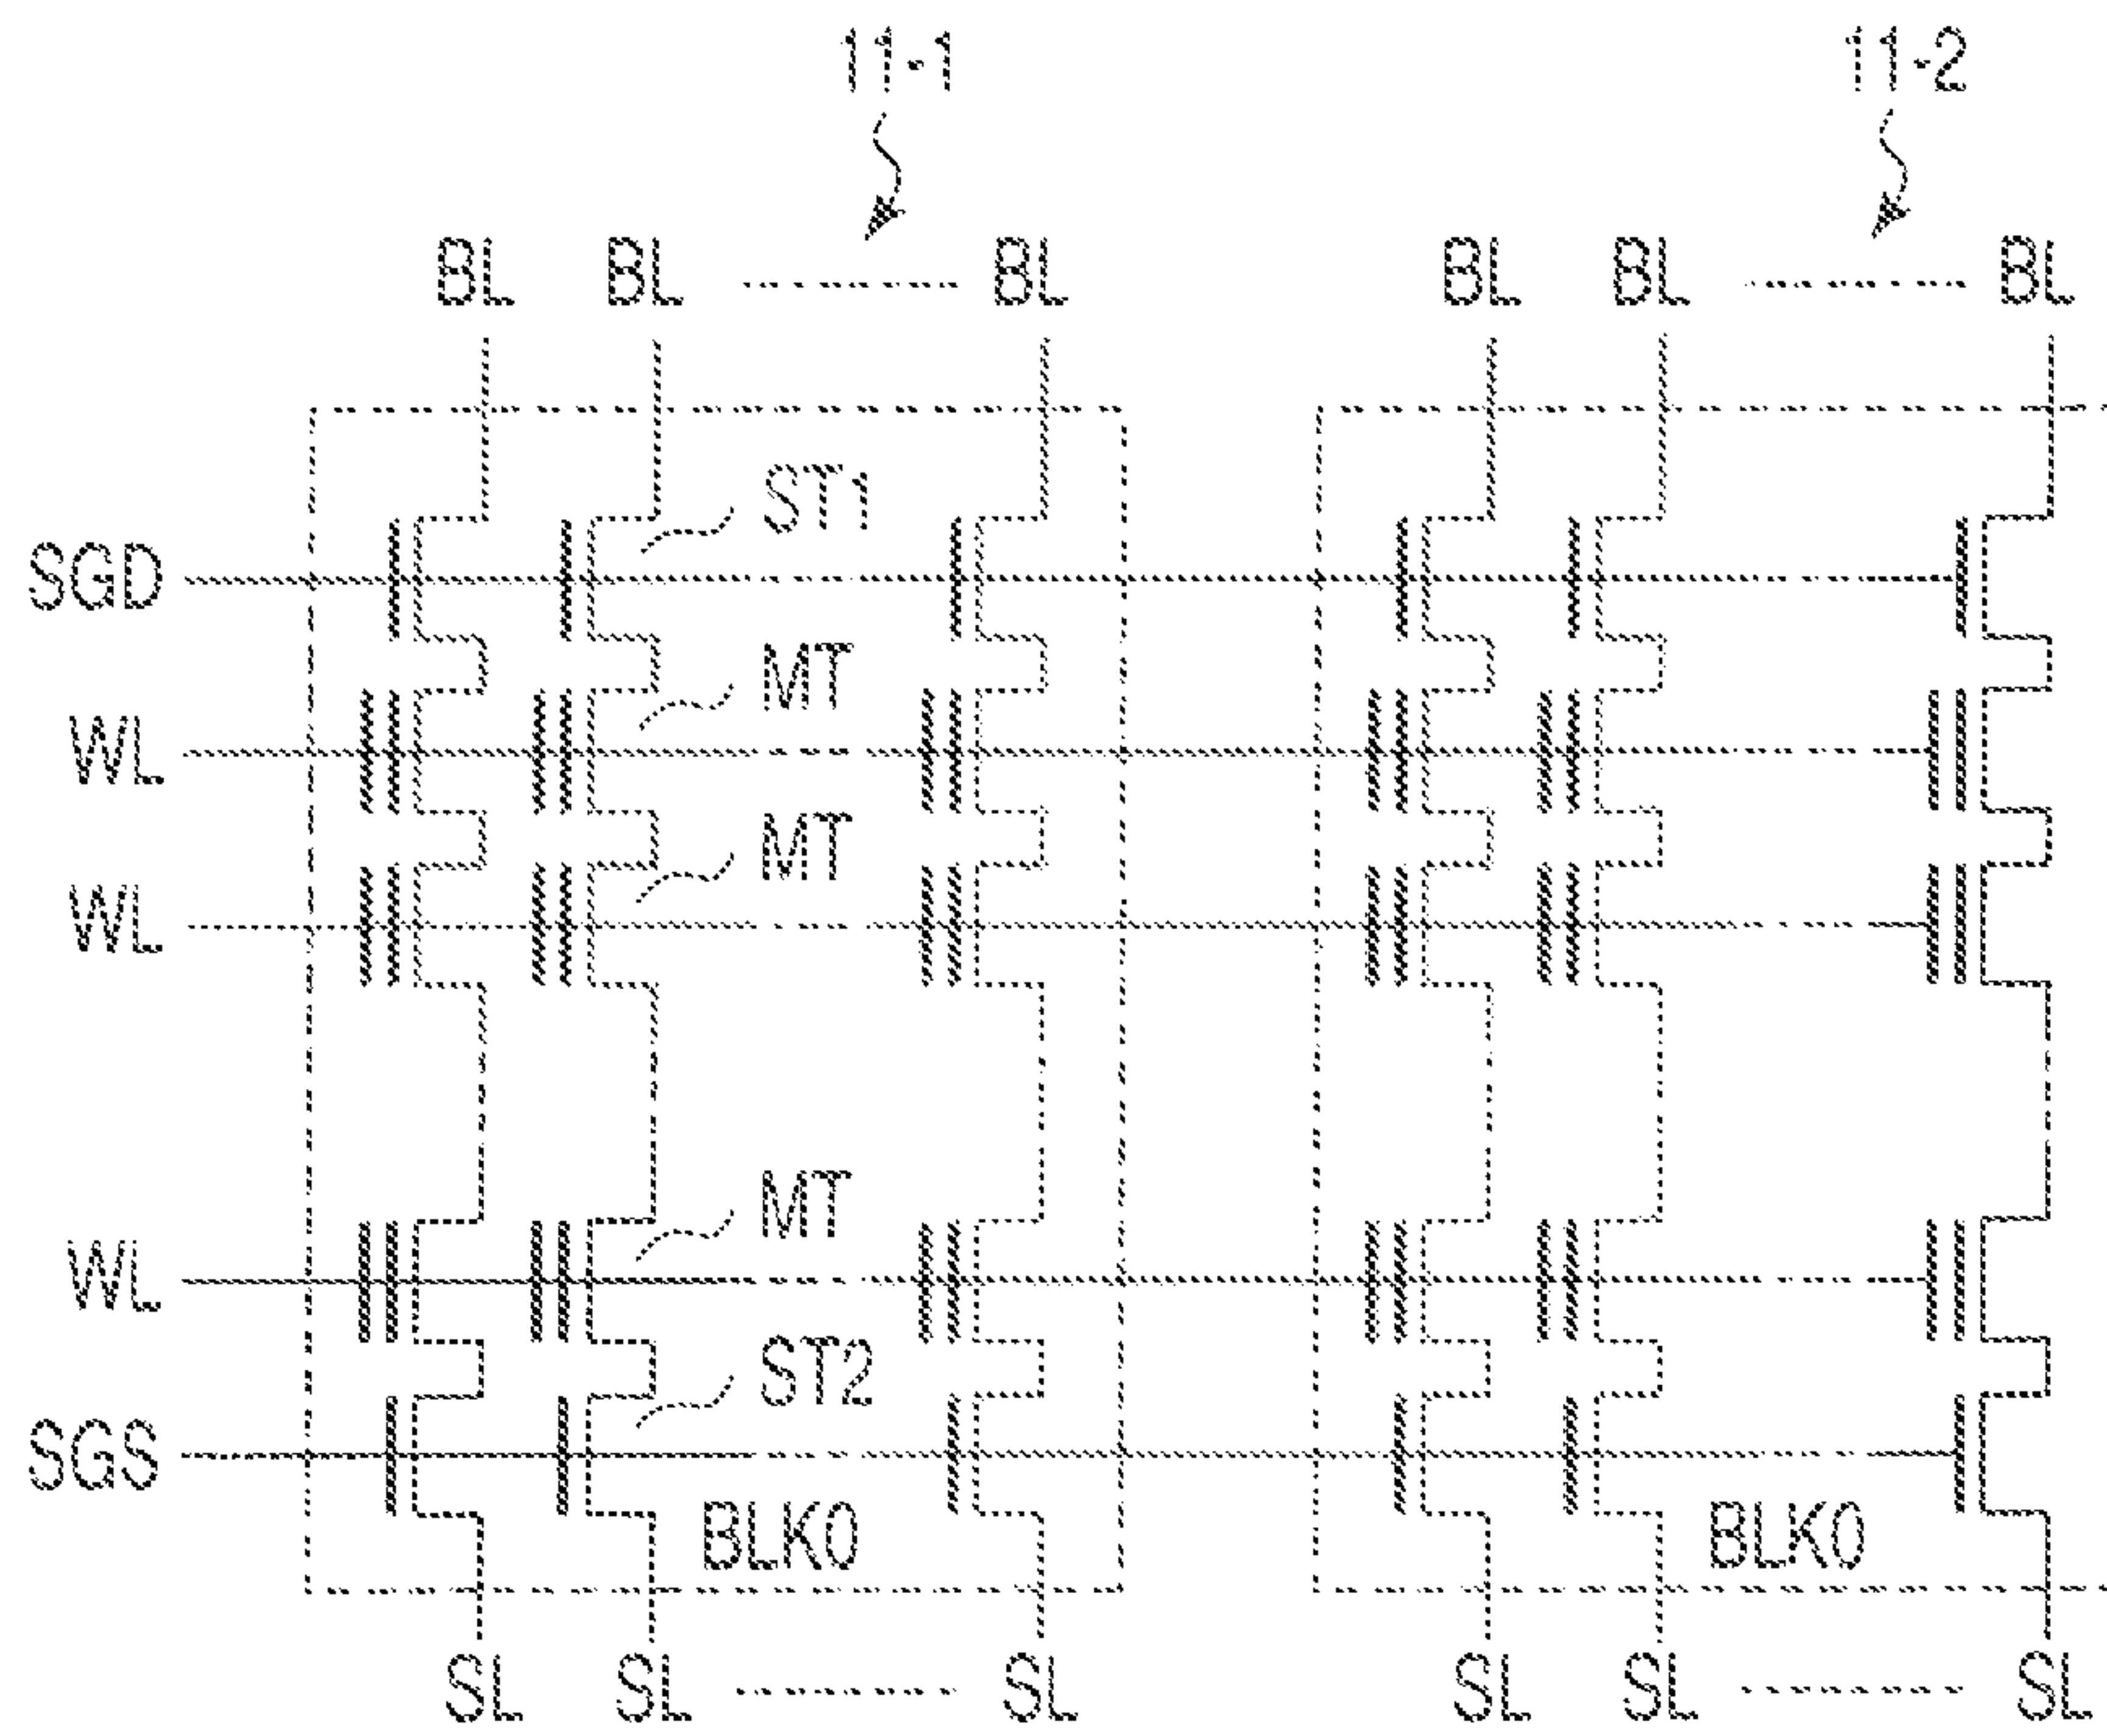 11-1 11-2
BL BL BL BL BL BL
ST1
SGD
MT
WL
MT
WL
MT
WL
ST2
SGS
BLK0 BLK0
SL SL SL SL SL SL